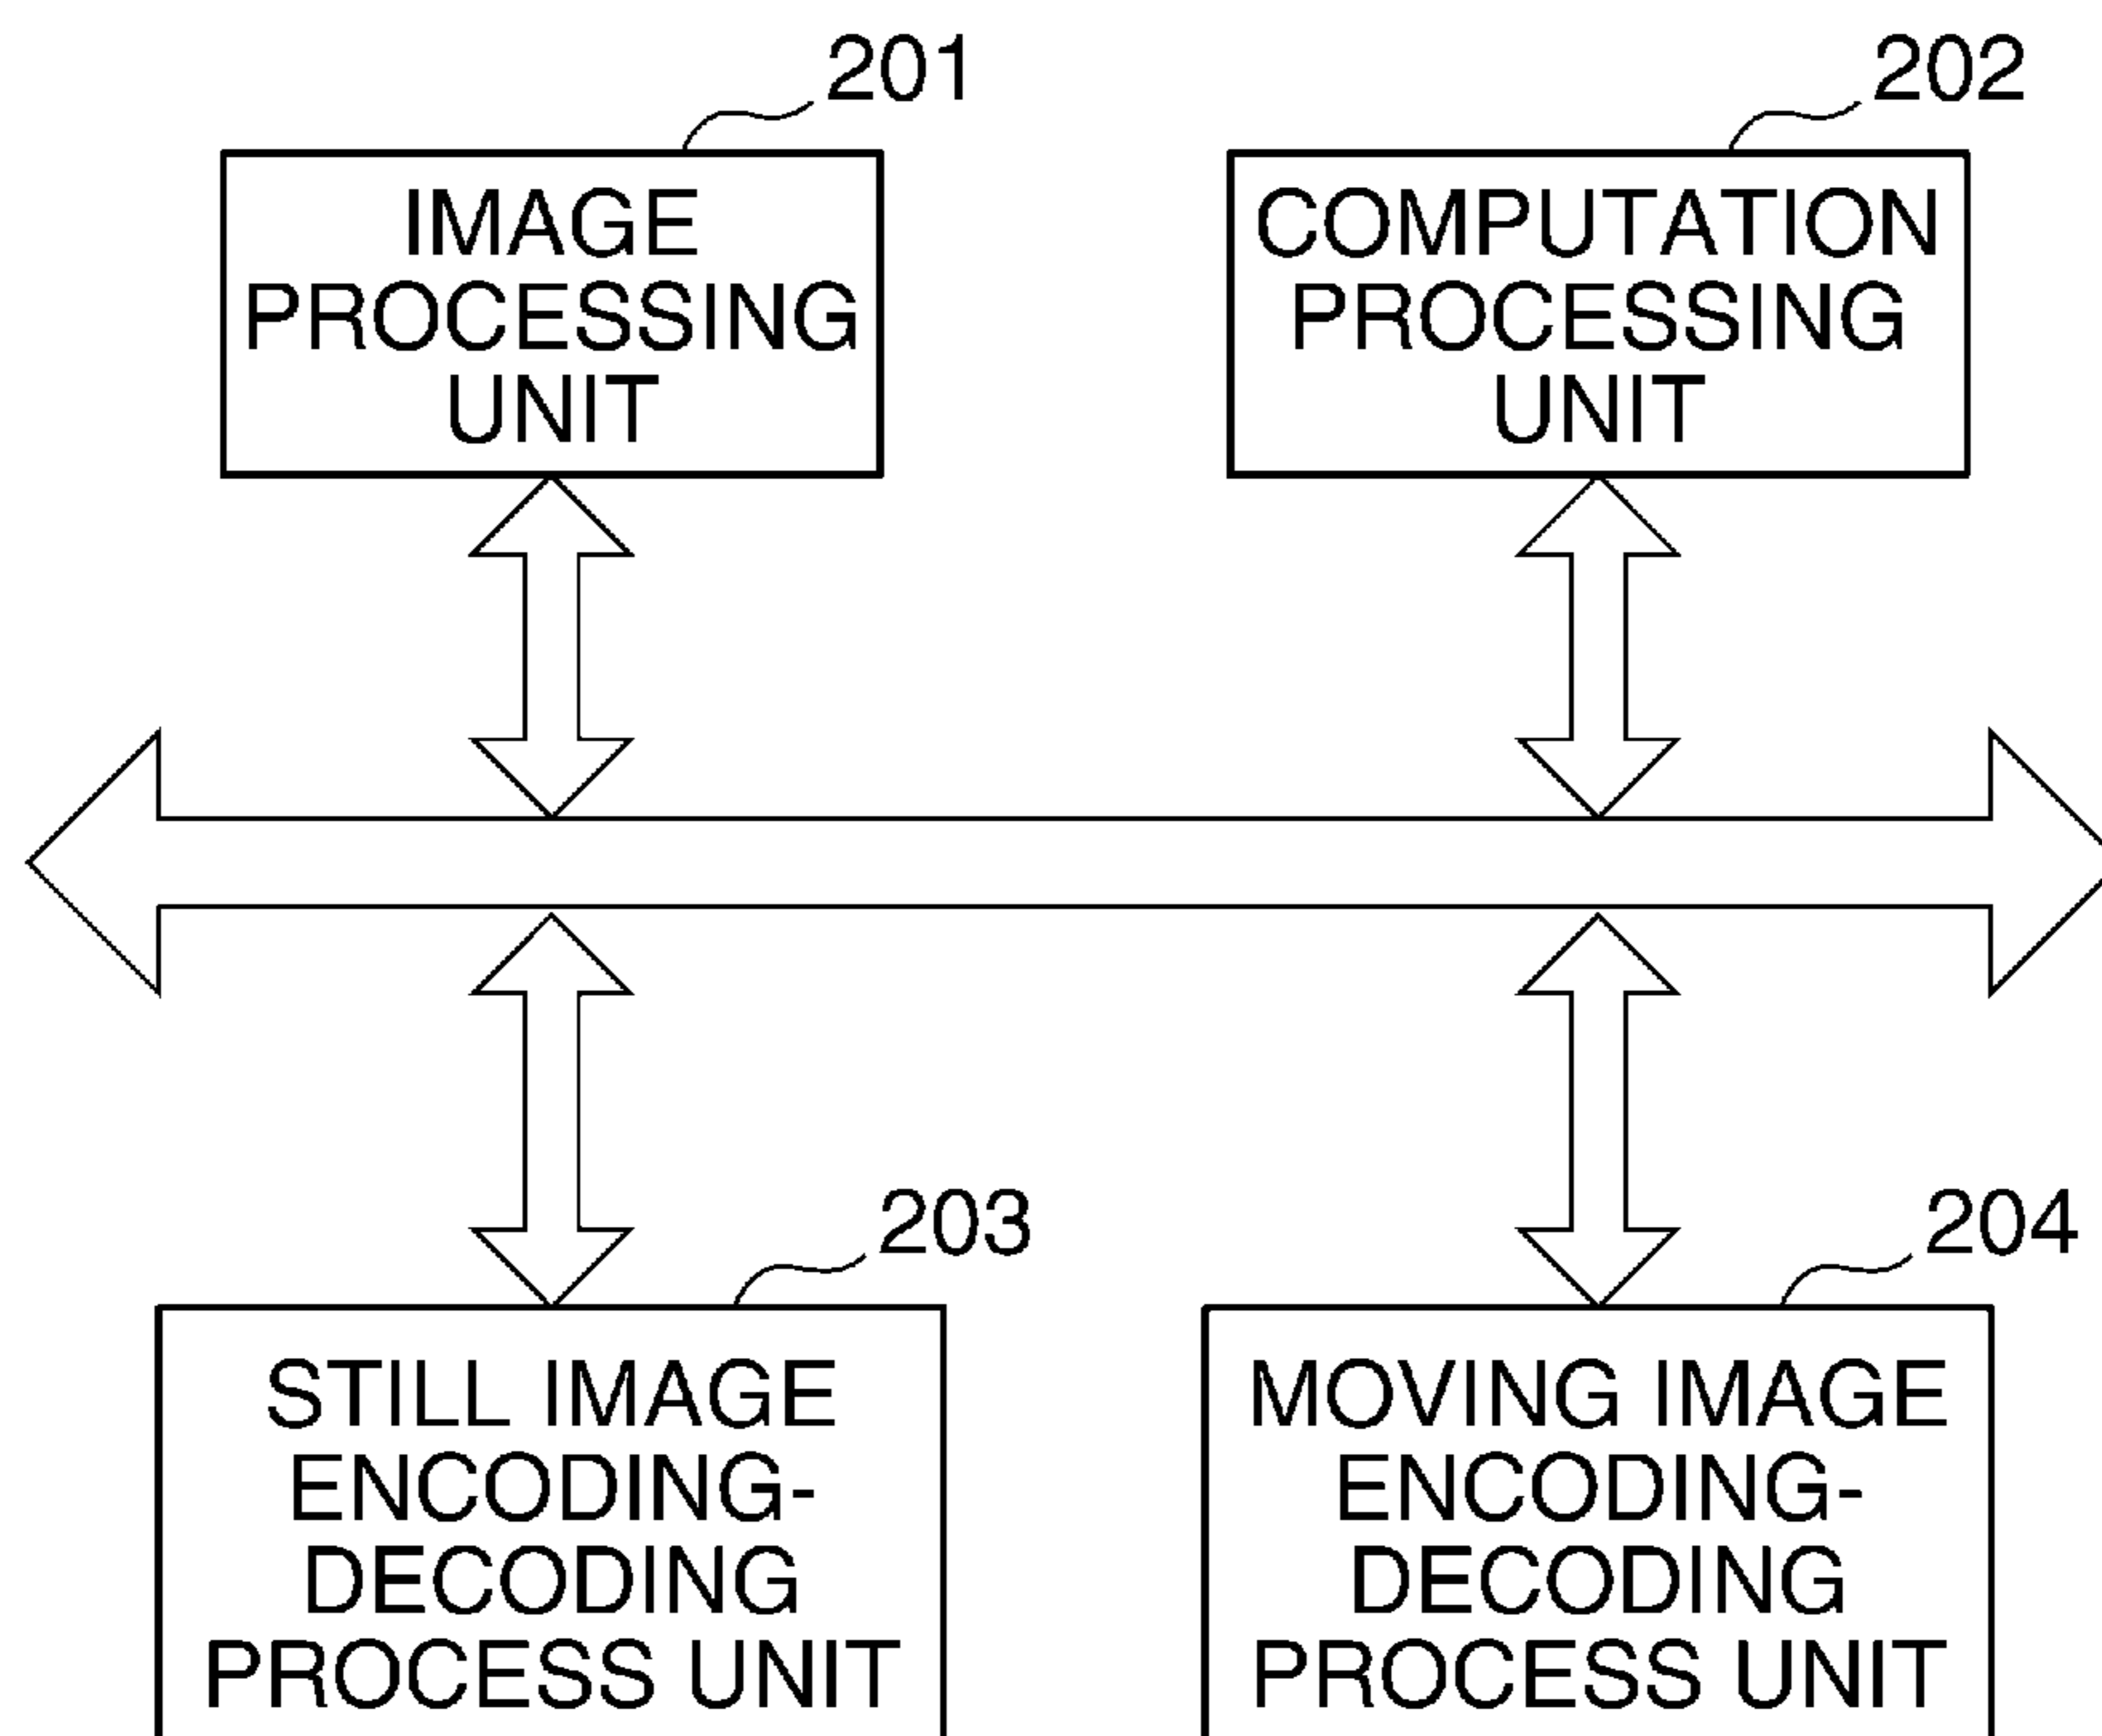 201
IMAGE
PROCESSING
UNIT
202
COMPUTATION
PROCESSING
UNIT
203
STILL IMAGE
ENCODING-
DECODING
PROCESS UNIT
204
MOVING IMAGE
ENCODING-
DECODING
PROCESS UNIT